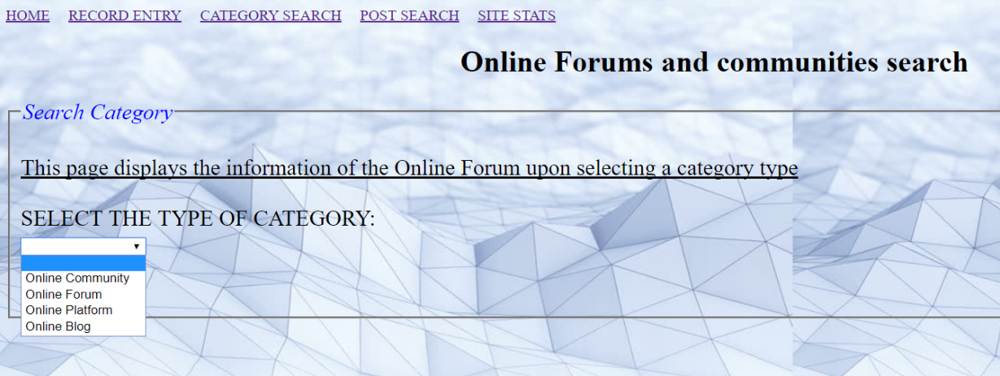 HOME RECORD ENTRY CATEGORY SEARCH POST SEARCH SITE STATS
Online Forums and communities search
Search Category
This page displays the information of the Online Forum upon selecting a category type
SELECT THE TYPE OF CATEGORY:
Online Community
Online Forum
Online Platform
Online Blog